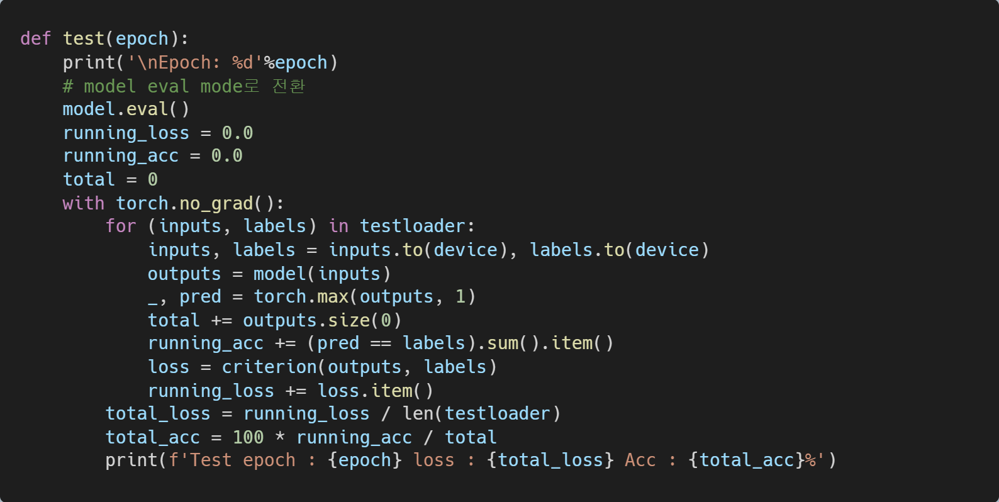 def test(epoch):
    print('\nEpoch: %d'%epoch)
    # model eval mode로 전환
    model.eval()
    running_loss = 0.0
    running_acc = 0.0
    total = 0
    with torch.no_grad():
        for (inputs, labels) in testloader:
            inputs, labels = inputs.to(device), labels.to(device)
            outputs = model(inputs)
            _, pred = torch.max(outputs, 1)
            total += outputs.size(0)
            running_acc += (pred == labels).sum().item()
            loss = criterion(outputs, labels)
            running_loss += loss.item()
        total_loss = running_loss / len(testloader)
        total_acc = 100 * running_acc / total
        print(f'Test epoch : {epoch} loss : {total_loss} Acc : {total_acc}%')